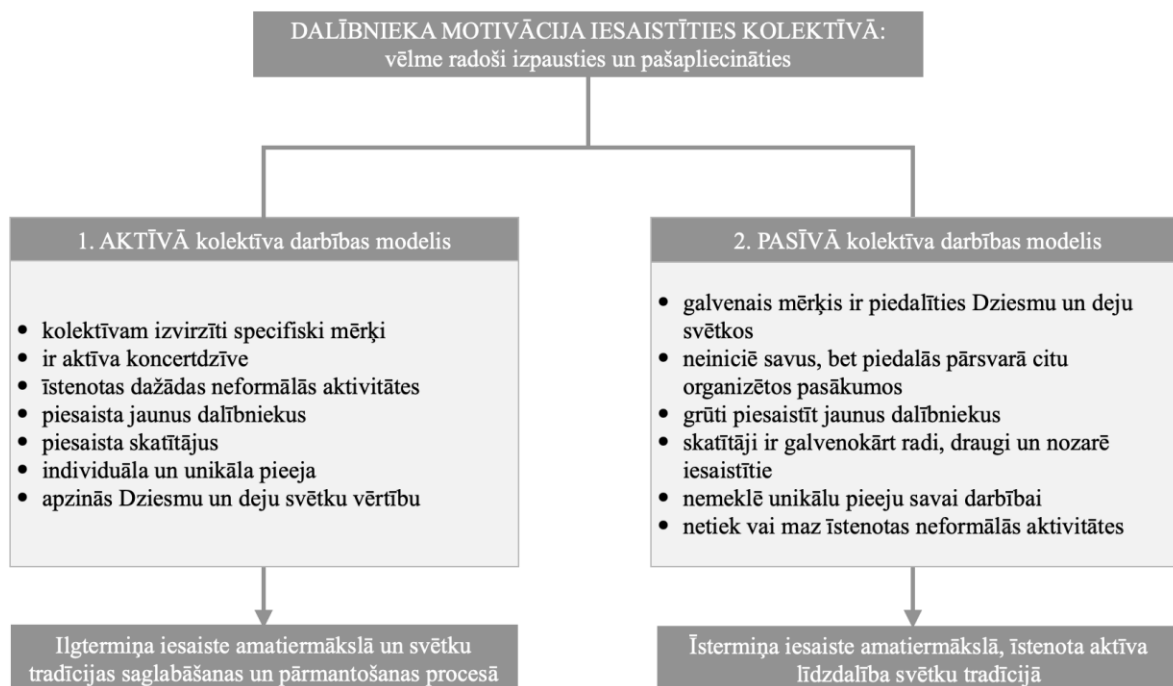 DALĪBNIEKA MOTIVĀCIJA IESAISTĪTIES KOLEKTĪVĀ:
vēlme radoši izpausties un pašapliecināties
1. AKTĪVĀ kolektīva darbības modelis
• kolektīvam izvirzīti specifiski mērķi
• ir aktīva koncertdzīve
• īstenotas dažādas neformālās aktivitātes
• piesaista jaunus dalībniekus
• piesaista skatītājus
• individuāla un unikāla pieeja
• apzinās Dziesmu un deju svētku vērtību
Ilgtermiņa iesaiste amatiermākslā un svētku
tradīcijas saglabāšanas un pārmantošanas procesā
2. PASĪVĀ kolektīva darbības modelis
• galvenais mērķis ir piedalīties Dziesmu un deju
svētkos
• neiniciē savus, bet piedalās pārsvarā citu
organizētos pasākumos
• grūti piesaistīt jaunus dalībniekus
• skatītāji ir galvenokārt radi, draugi un nozarē
iesaistītie
• nemeklē unikālu pieeju savai darbībai
• netiek vai maz īstenotas neformālās aktivitātes
Īstermiņa iesaiste amatiermākslā, īstenota aktīva
līdzdalība svētku tradīcijā